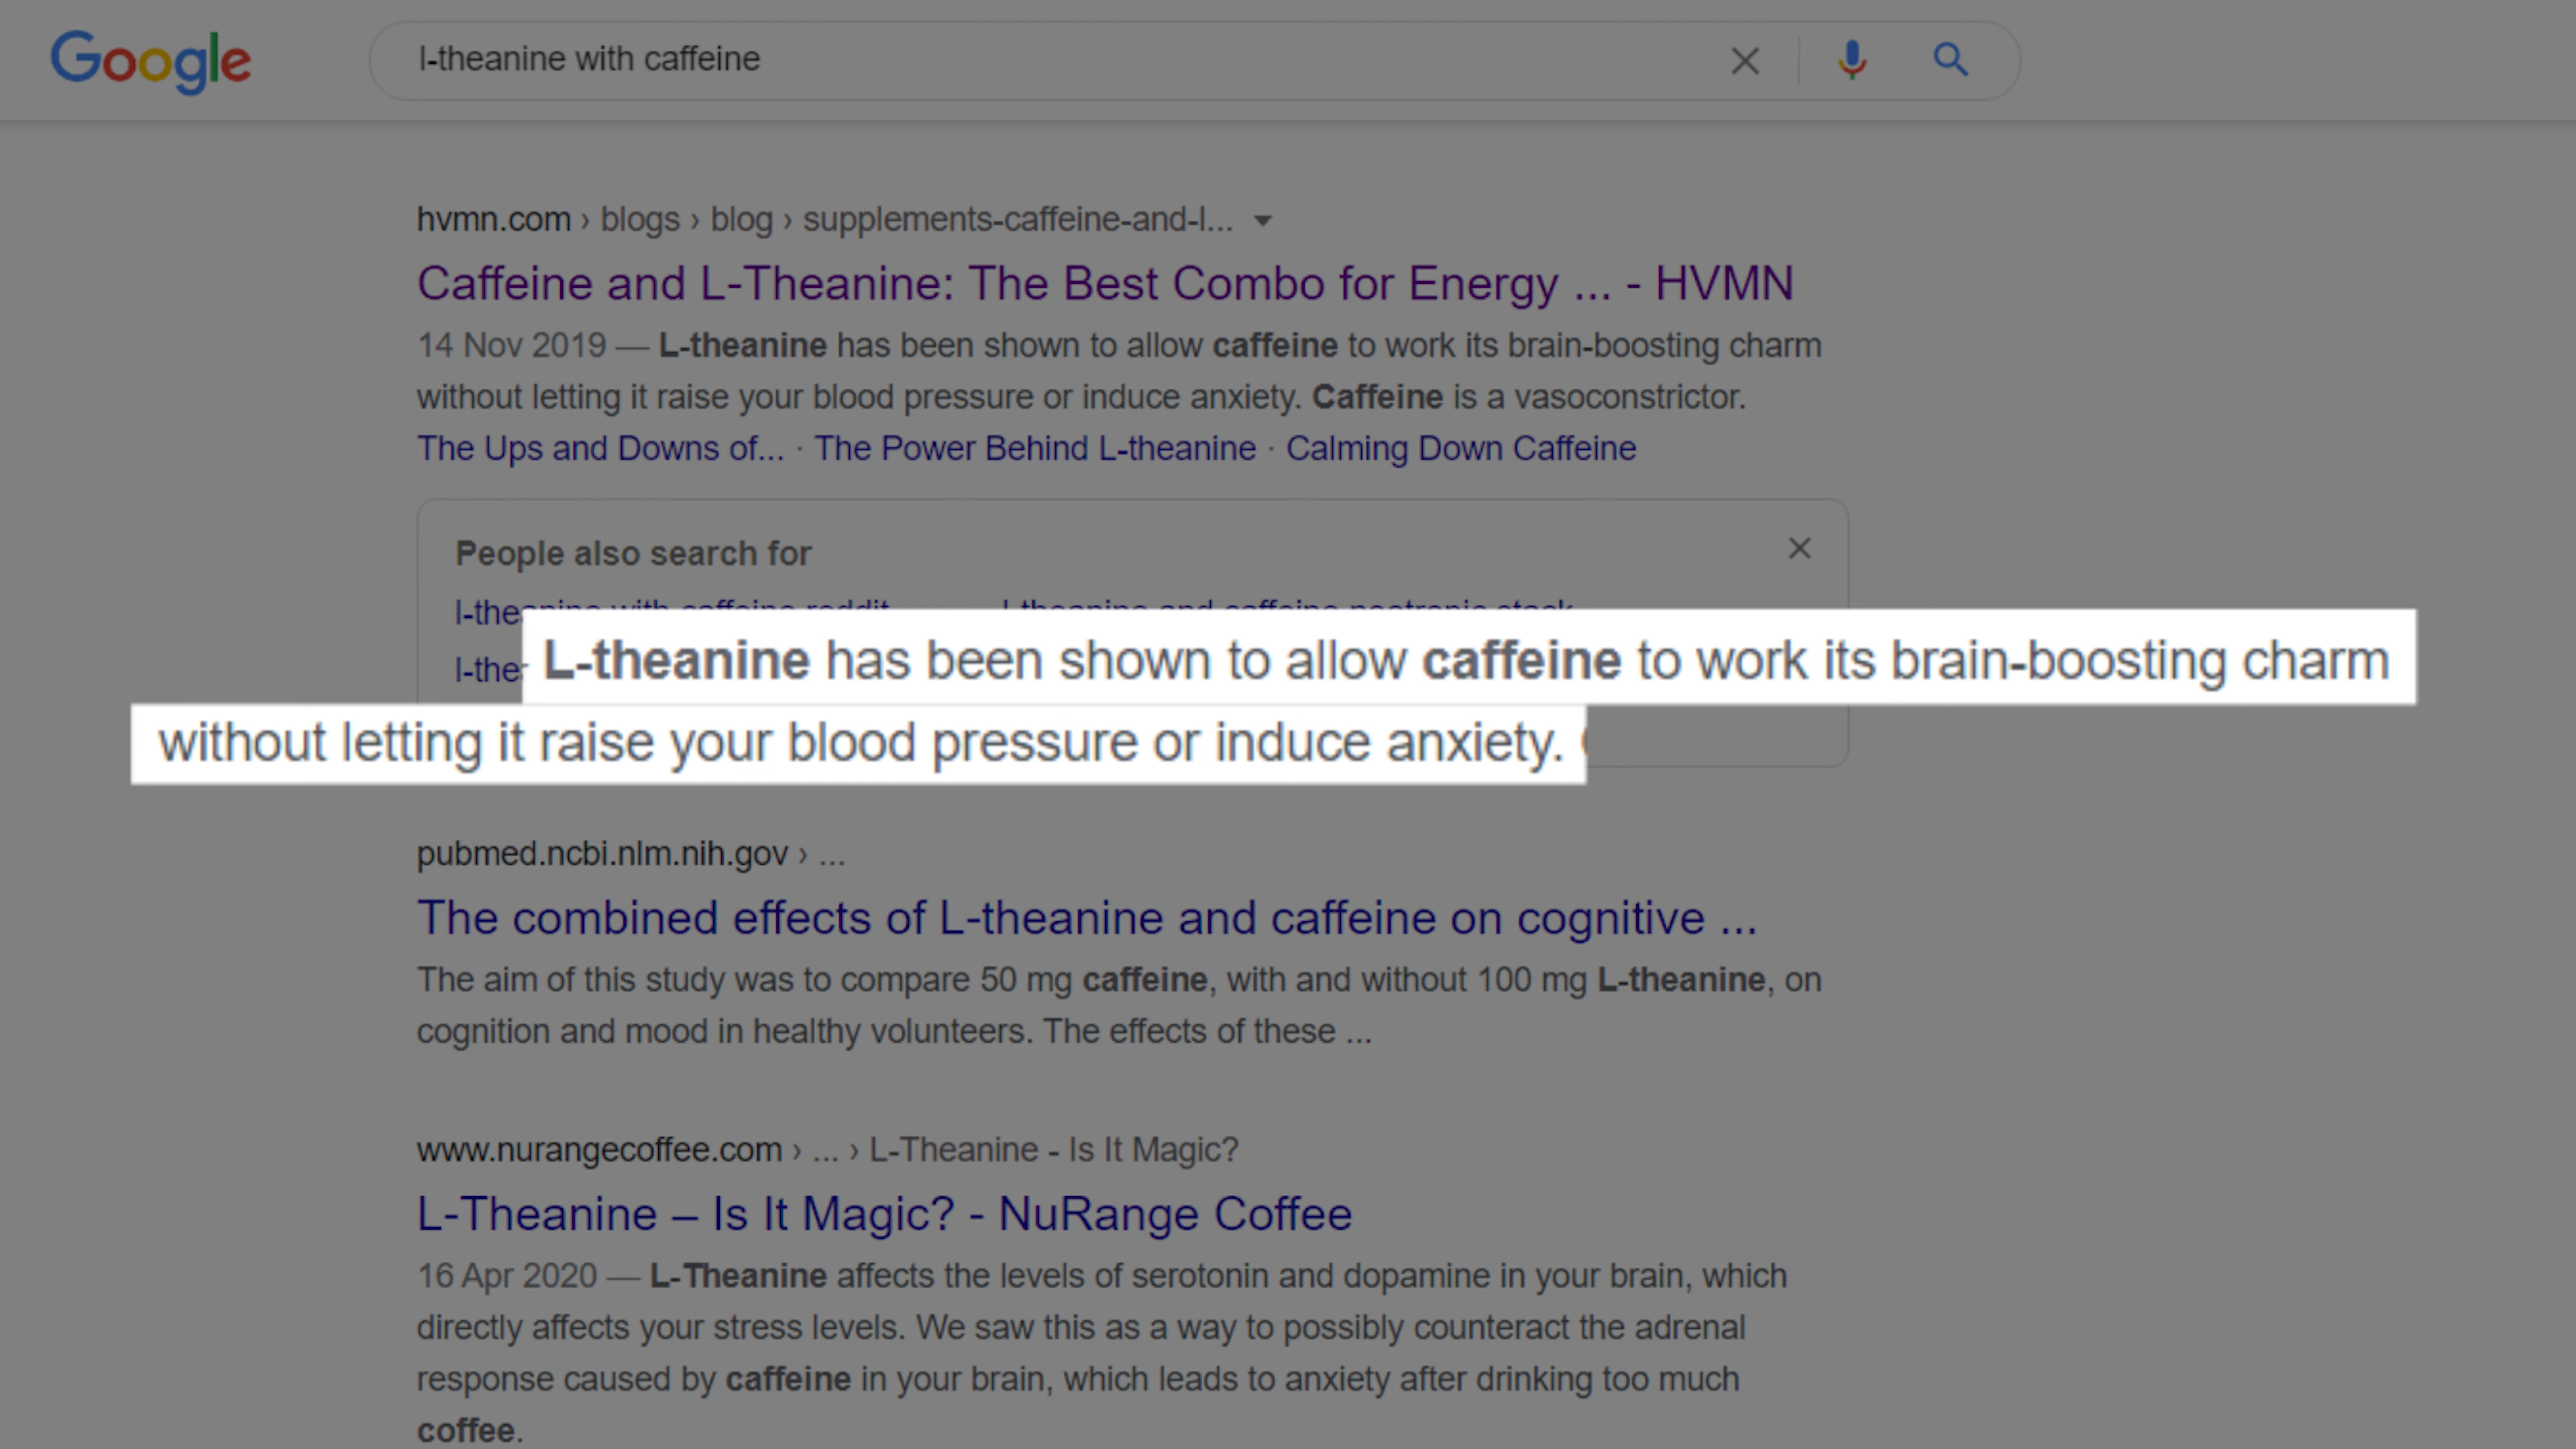 Google
l-theanine with caffeine
hvmn.com › blogs › blog › supplements-caffeine-and-l...
Caffeine and L-Theanine: The Best Combo for Energy ... - HVMN
14 Nov 2019 — L-theanine has been shown to allow caffeine to work its brain-boosting charm
without letting it raise your blood pressure or induce anxiety. Caffeine is a vasoconstrictor.
The Ups and Downs of... · The Power Behind L-theanine · Calming Down Caffeine
People also search for
l-theanine with caffeine reddit
l-theanine and caffeine nootropic stack
L-theanine has been shown to allow caffeine to work its brain-boosting charm
without letting it raise your blood pressure or induce anxiety.
pubmed.ncbi.nlm.nih.gov › ...
The combined effects of L-theanine and caffeine on cognitive ...
The aim of this study was to compare 50 mg caffeine, with and without 100 mg L-theanine, on
cognition and mood in healthy volunteers. The effects of these ...
www.nurangecoffee.com › ... › L-Theanine - Is It Magic?
L-Theanine – Is It Magic? - NuRange Coffee
16 Apr 2020 — L-Theanine affects the levels of serotonin and dopamine in your brain, which
directly affects your stress levels. We saw this as a way to possibly counteract the adrenal
response caused by caffeine in your brain, which leads to anxiety after drinking too much
coffee.